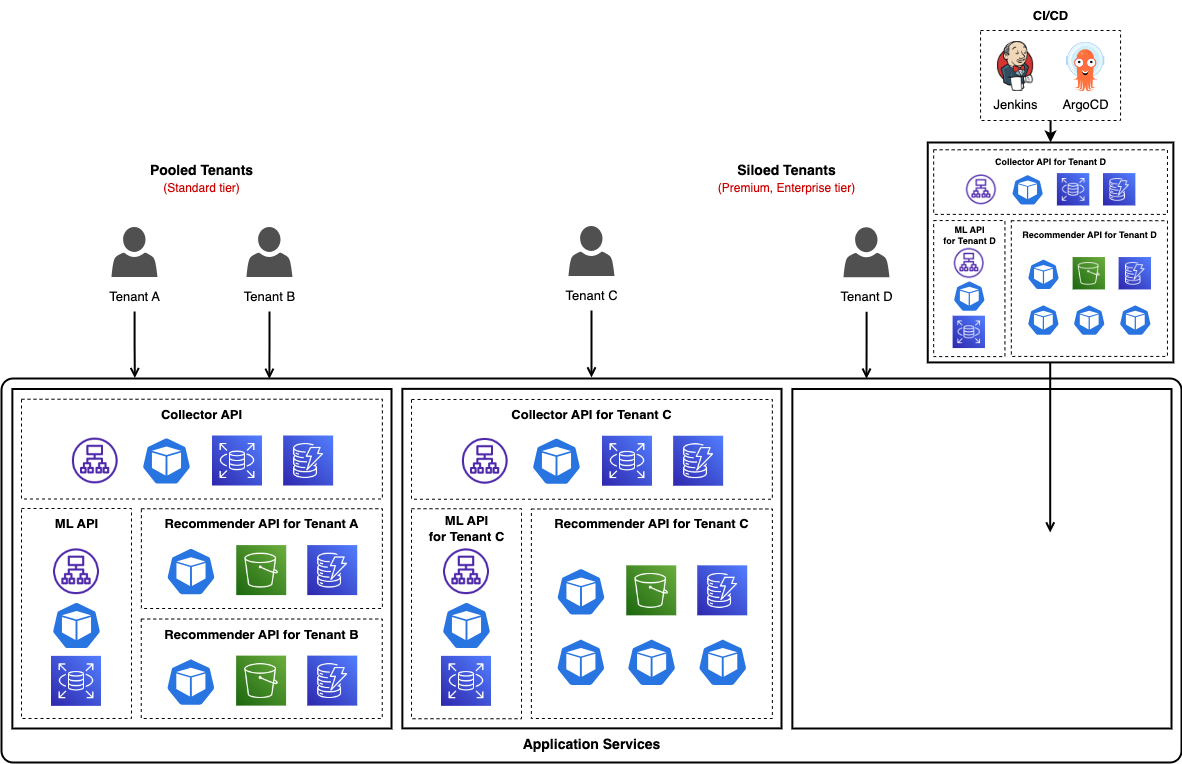 CI/CD
Jenkins
ArgoCD
Pooled Tenants
(Standard tier)
Siloed Tenants
(Premium, Enterprise tier)
Collector API for Tenant D
ML API
for Tenant D
Recommender API for Tenant D
Tenant A
Tenant B
Tenant C
Tenant D
Collector API
ML API
Recommender API for Tenant A
Recommender API for Tenant B
Collector API for Tenant C
ML API
for Tenant C
Recommender API for Tenant C
Application Services